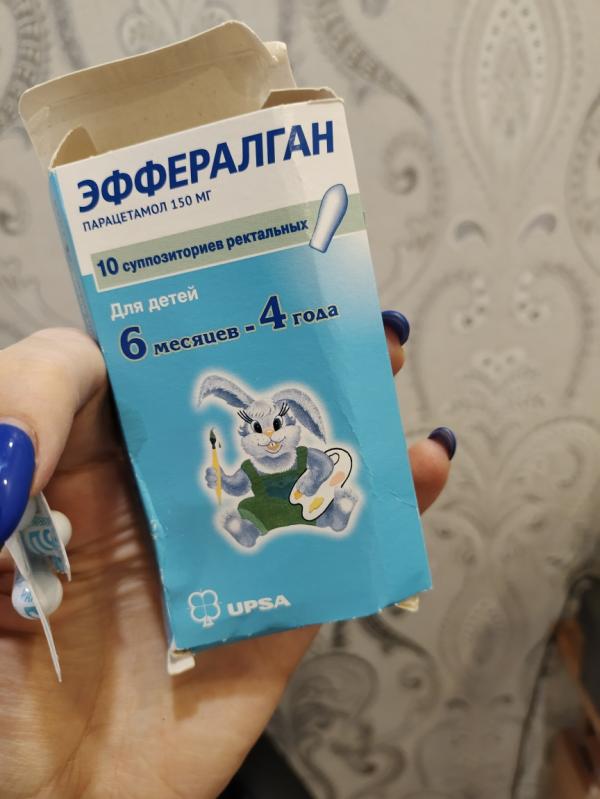 ЭФФЕРАЛГАН
ПАРАЦЕТАМОЛ 150 МГ
10 суппозиториев ректальных
Для детей
6 месяцев - 4 года
UPSA